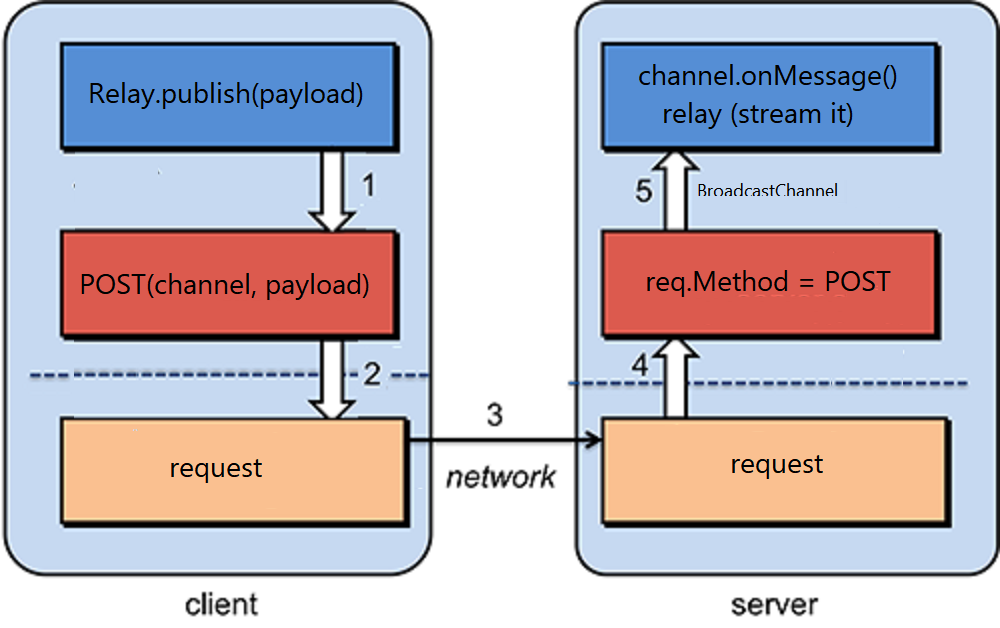 Relay.publish(payload)
1
POST(channel, payload)
2
request
client
3
network
channel.onMessage()
relay (stream it)
5
BroadcastChannel
req.Method = POST
4
request
server